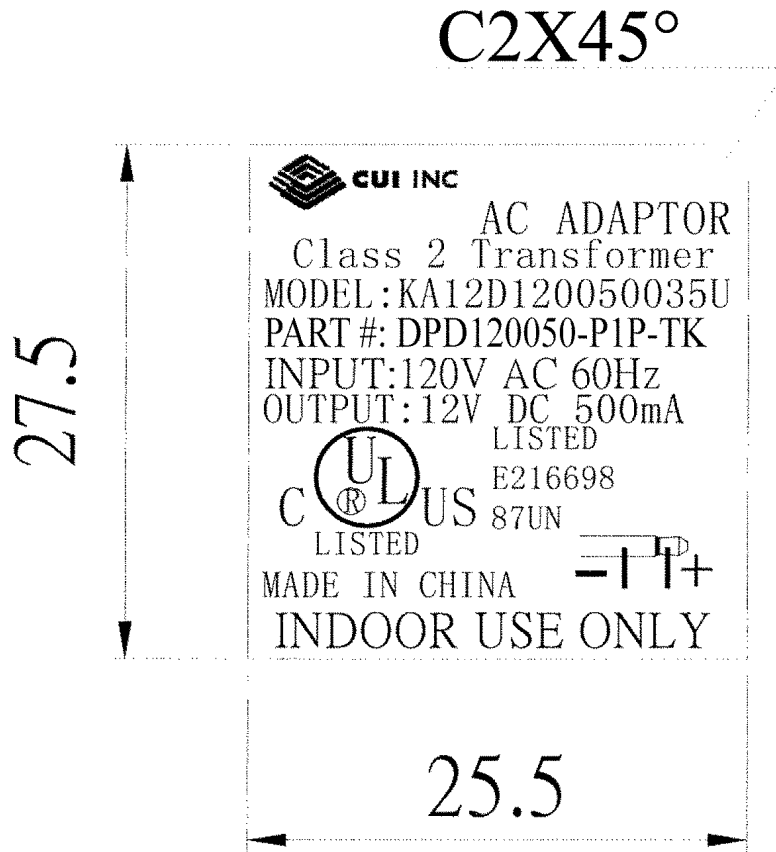 C2X45°
CUI INC
AC ADAPTOR
Class 2 Transformer
MODEL:KA12D120050035U
PART #: DPD120050-P1P-TK
INPUT:120V AC 60Hz
OUTPUT:12V DC 500mA
LISTED
E216698
87UN
C UL® US
LISTED
MADE IN CHINA
INDOOR USE ONLY
27.5
25.5